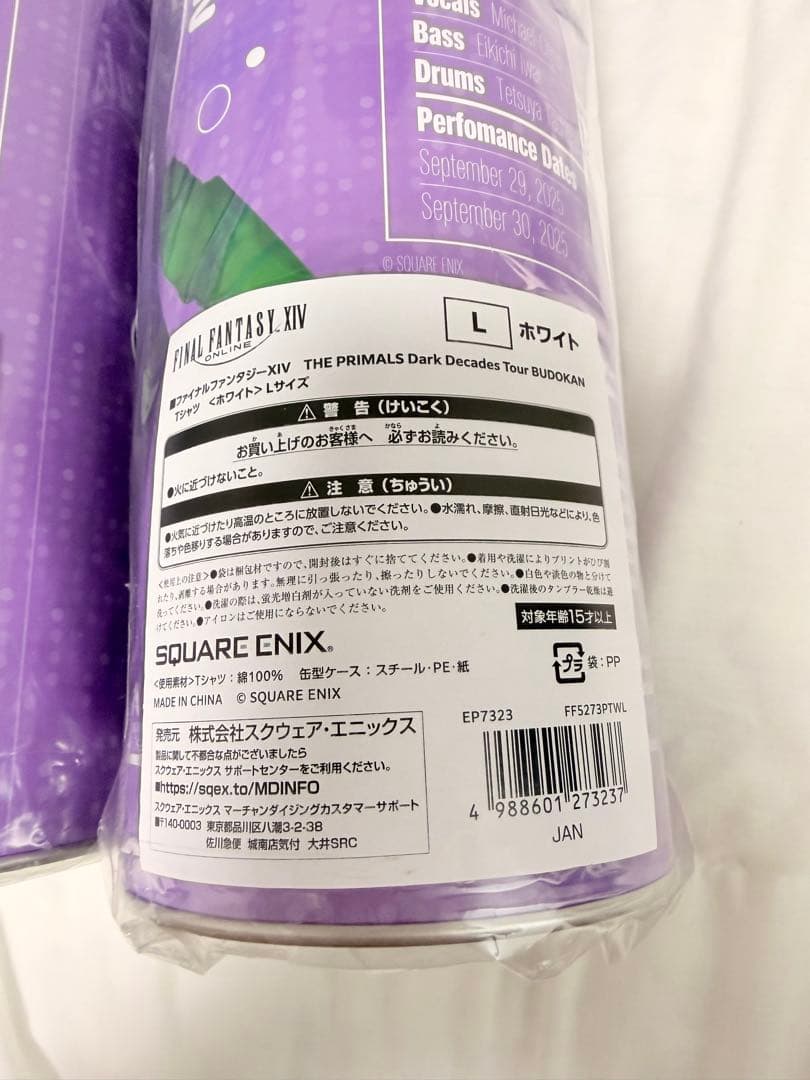 Vocals Michael
Bass Eikichi Iwai
Drums Tetsuya
Perfomance Dates
September 29, 2025
September 30, 2025
© SQUARE ENIX
FINAL FANTASY XIV
ONLINE
L ホワイト
■ファイナルファンタジーXIV THE PRIMALS Dark Decades Tour BUDOKAN
Tシャツ <ホワイト> Lサイズ
⚠ 警 告 (けいこく)
お買い上げのお客様へ 必ずお読みください。
●火に近づけないこと。
⚠ 注 意 (ちゅうい)
●火気に近づけたり高温のところに放置しないでください。●水濡れ、摩擦、直射日光などにより、色
落ちや色移りする場合がありますので、ご注意ください。
<使用上の注意>●袋は梱包材ですので、開封後はすぐに捨ててください。●着用や洗濯によりプリントがひび割
れたり、剥離する場合があります。無理に引っ張ったり、擦ったりしないでください。●白色や淡色の物と分けて
洗ってください。●洗濯の際は、蛍光増白剤が入っていない洗剤をご使用ください。●洗濯後のタンブラー乾燥は避
けてください。●アイロンはご使用にならないでください。
対象年齢15才以上
SQUARE ENIX®
プラ 袋:PP
<使用素材>Tシャツ:綿100% 缶型ケース:スチール・PE・紙
MADE IN CHINA © SQUARE ENIX
発売元 株式会社スクウェア・エニックス
製品に関して不都合な点がございましたら
スクウェア・エニックス サポートセンターをご利用ください。
■https://sqex.to/MDINFO
スクウェア・エニックス マーチャンダイジングカスタマーサポート
■〒140-0003 東京都品川区八潮3-2-38
佐川急便 城南店気付 大井SRC
EP7323 FF5273PTWL
4 988601 273237
JAN